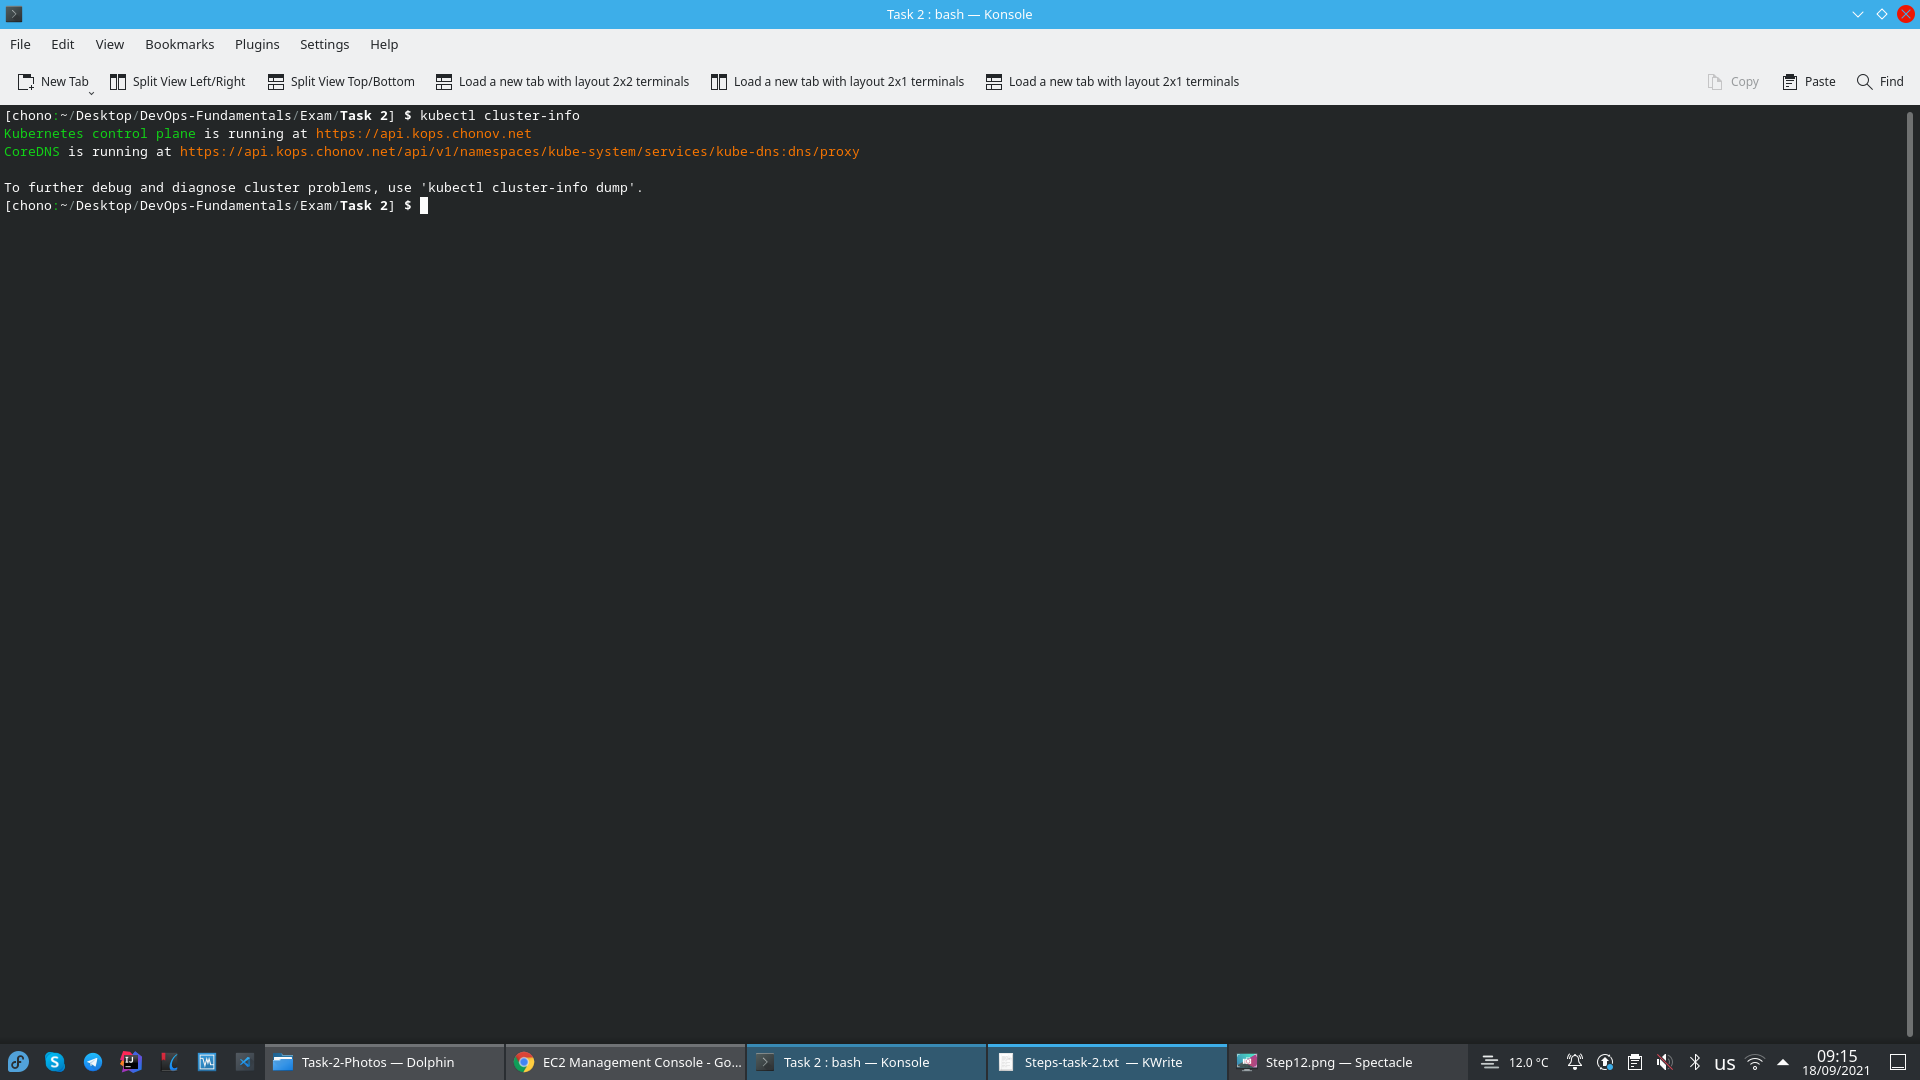 Task 2 : bash — Konsole
File Edit View Bookmarks Plugins Settings Help
New Tab Split View Left/Right Split View Top/Bottom Load a new tab with layout 2x2 terminals Load a new tab with layout 2x1 terminals Load a new tab with layout 2x1 terminals Copy Paste Find
[chono:~/Desktop/DevOps-Fundamentals/Exam/Task 2] $ kubectl cluster-info
Kubernetes control plane is running at https://api.kops.chonov.net
CoreDNS is running at https://api.kops.chonov.net/api/v1/namespaces/kube-system/services/kube-dns:dns/proxy
To further debug and diagnose cluster problems, use 'kubectl cluster-info dump'.
[chono:~/Desktop/DevOps-Fundamentals/Exam/Task 2] $
Task-2-Photos — Dolphin EC2 Management Console - Go... Task 2 : bash — Konsole Steps-task-2.txt — KWrite Step12.png — Spectacle 12.0 °C us 09:15
18/09/2021